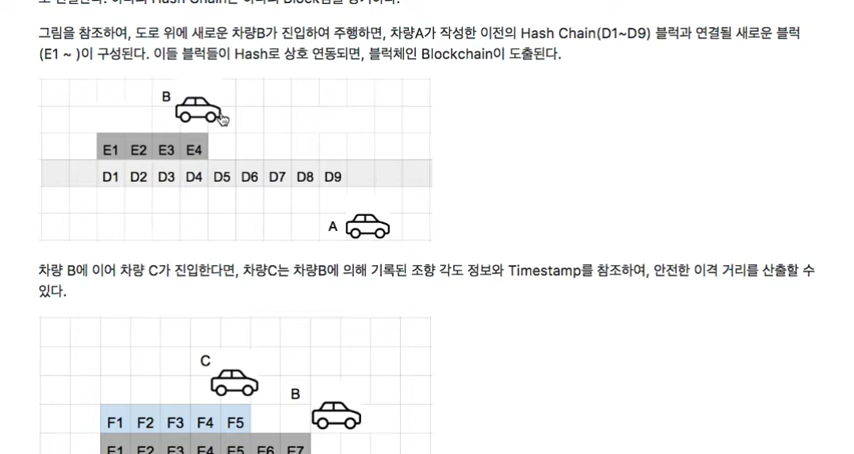 그림을 참조하여, 도로 위에 새로운 차량B가 진입하여 주행하면, 차량A가 작성한 이전의 Hash Chain(D1~D9) 블럭과 연결될 새로운 블럭
(E1 ~ )이 구성된다. 이들 블럭들이 Hash로 상호 연동되면, 블럭체인 Blockchain이 도출된다.
B
E1 E2 E3 E4
D1 D2 D3 D4 D5 D6 D7 D8 D9
A
차량 B에 이어 차량 C가 진입한다면, 차량C는 차량B에 의해 기록된 조향 각도 정보와 Timestamp를 참조하여, 안전한 이격 거리를 산출할 수
있다.
C
B
F1 F2 F3 F4 F5
E1 E2 E3 E4 E5 E6 E7